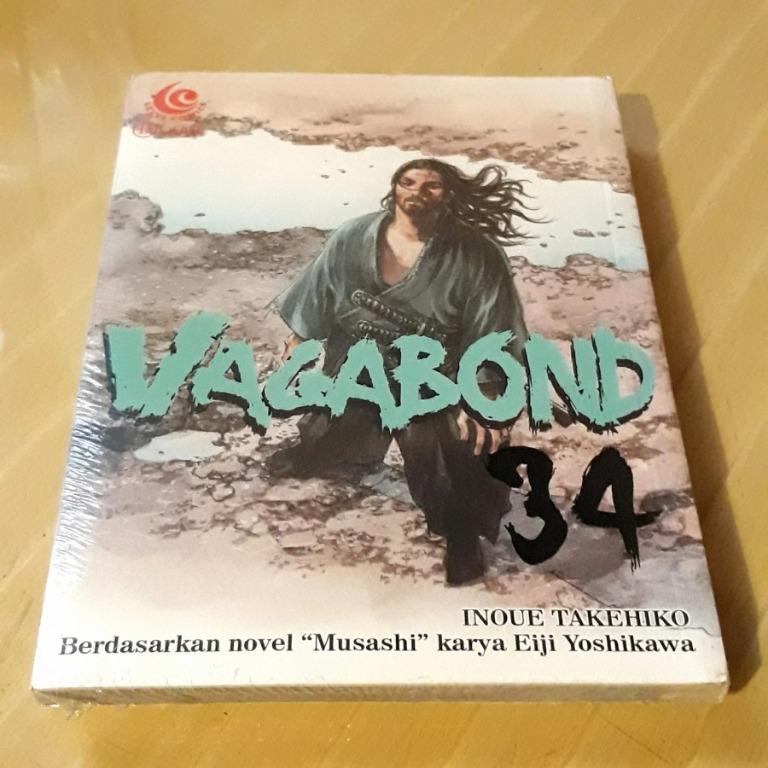 VAGABOND
34
INOUE TAKEHIKO
Berdasarkan novel “Musashi” karya Eiji Yoshikawa